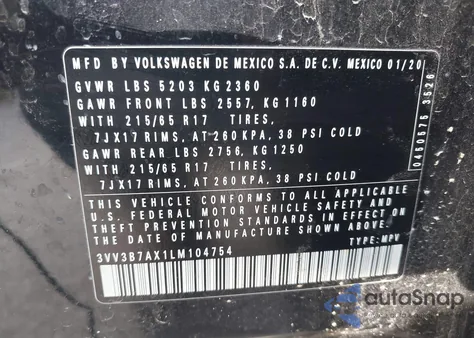 MFD BY VOLKSWAGEN DE MEXICO S.A. DE C.V. MEXICO 01/20
GVWR LBS 5203 KG 2360
GAWR FRONT LBS 2557, KG 1160
WITH 215/65 R17 TIRES,
7JX17 RIMS, AT 260 KPA, 38 PSI COLD
GAWR REAR LBS 2756, KG 1250
WITH 215/65 R17 TIRES,
7JX17 RIMS, AT 260 KPA, 38 PSI COLD
THIS VEHICLE CONFORMS TO ALL APPLICABLE
U.S. FEDERAL MOTOR VEHICLE SAFETY AND
THEFT PREVENTION STANDARDS IN EFFECT ON
THE DATE OF MANUFACTURE SHOWN ABOVE.
3VV3B7AX1LM104754 TYPE: MPV
0450575 3526
autoSnap